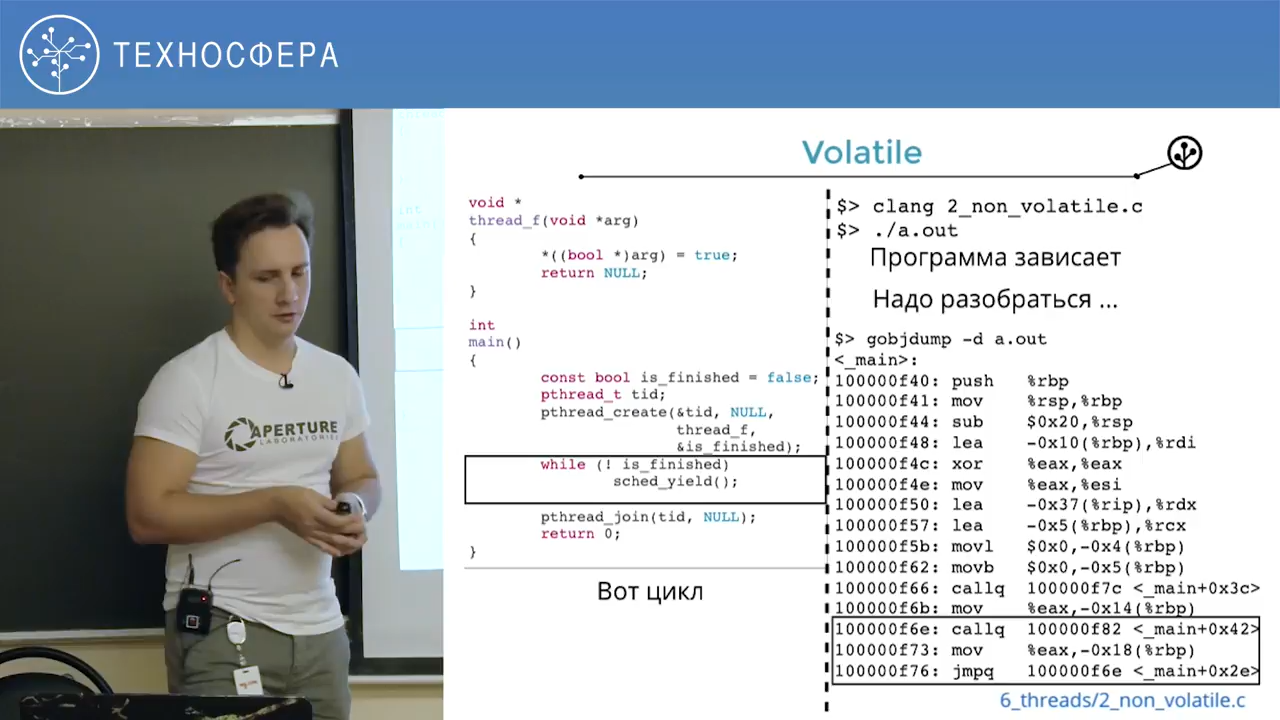 ТЕХНОСФЕРА
APERTURE
LABORATORIES
Volatile
void *
thread_f(void *arg)
{
*((bool *)arg) = true;
return NULL;
}
int
main()
{
const bool is_finished = false;
pthread_t tid;
pthread_create(&tid, NULL,
thread_f,
&is_finished);
while (! is_finished)
sched_yield();
pthread_join(tid, NULL);
return 0;
}
Вот цикл
$> clang 2_non_volatile.c
$> ./a.out
Программа зависает
Надо разобраться ...
$> gobjdump -d a.out
<_main>:
100000f40: push %rbp
100000f41: mov %rsp,%rbp
100000f44: sub $0x20,%rsp
100000f48: lea -0x10(%rbp),%rdi
100000f4c: xor %eax,%eax
100000f4e: mov %eax,%esi
100000f50: lea -0x37(%rip),%rdx
100000f57: lea -0x5(%rbp),%rcx
100000f5b: movl $0x0,-0x4(%rbp)
100000f62: movb $0x0,-0x5(%rbp)
100000f66: callq 100000f7c <_main+0x3c>
100000f6b: mov %eax,-0x14(%rbp)
100000f6e: callq 100000f82 <_main+0x42>
100000f73: mov %eax,-0x18(%rbp)
100000f76: jmpq 100000f6e <_main+0x2e>
6_threads/2_non_volatile.c